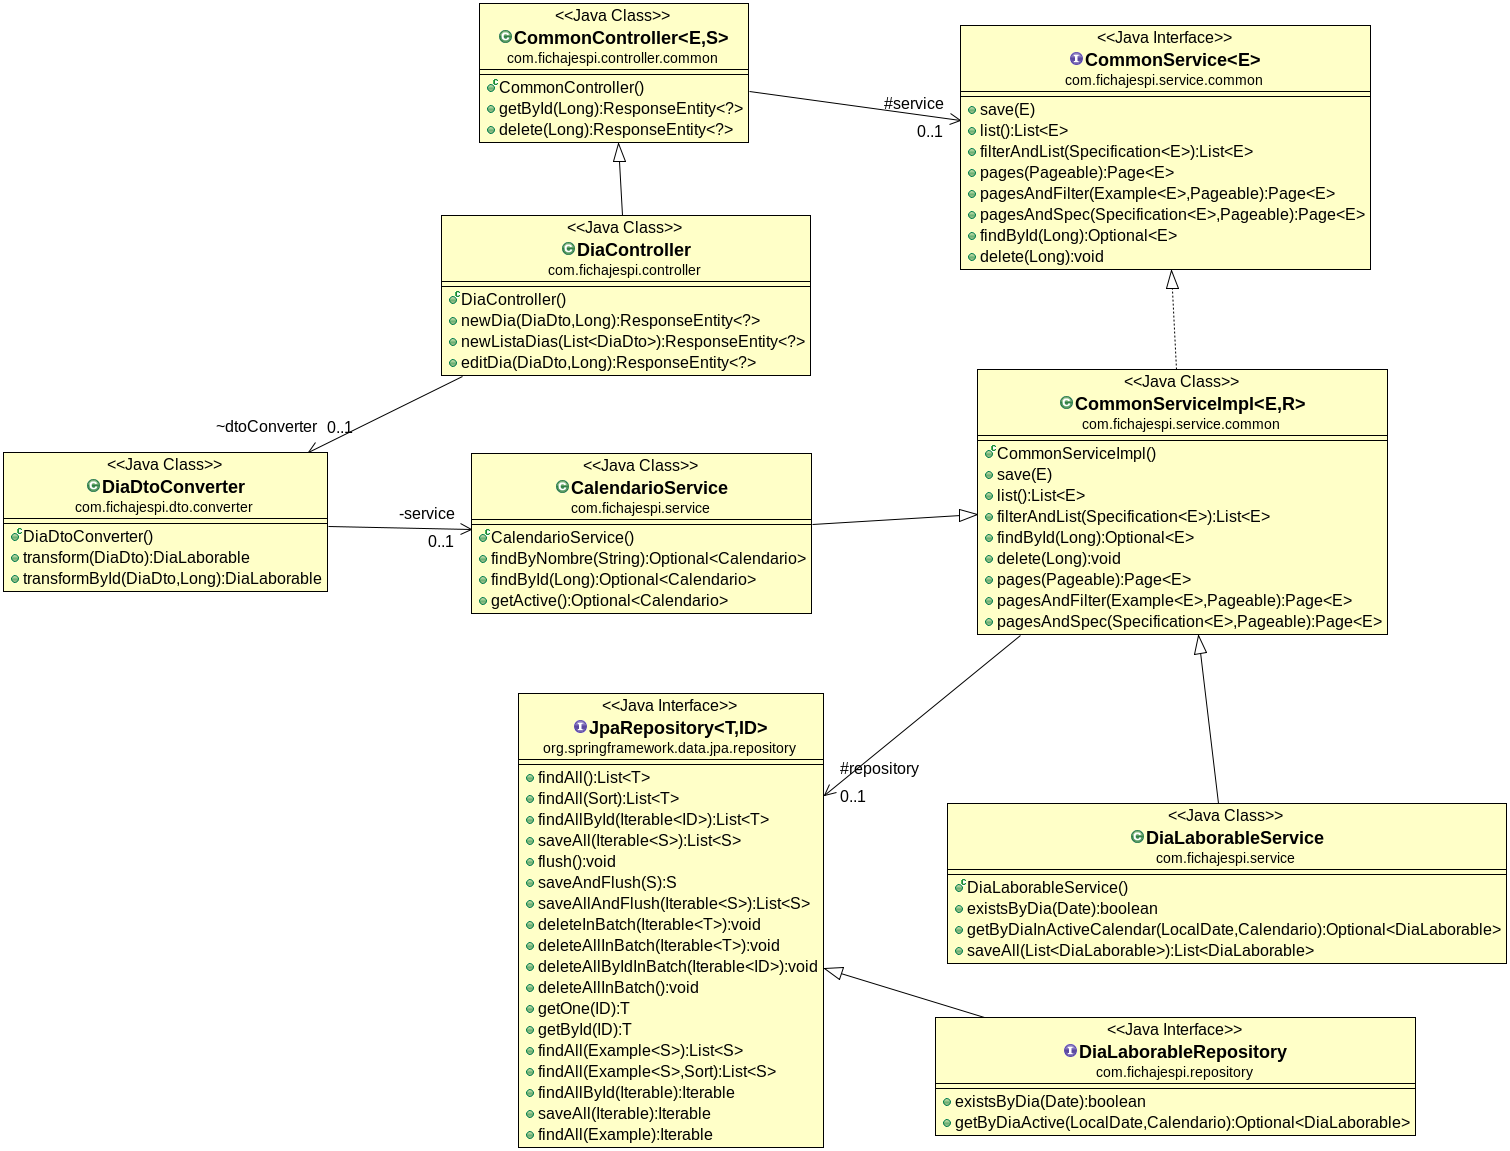 <<Java Class>>
CommonController<E,S>
com.fichajespi.controller.common
CommonController()
getById(Long):ResponseEntity<?>
delete(Long):ResponseEntity<?>
#service
0..1
<<Java Interface>>
CommonService<E>
com.fichajespi.service.common
save(E)
list():List<E>
filterAndList(Specification<E>):List<E>
pages(Pageable):Page<E>
pagesAndFilter(Example<E>,Pageable):Page<E>
pagesAndSpec(Specification<E>,Pageable):Page<E>
findById(Long):Optional<E>
delete(Long):void
<<Java Class>>
DiaController
com.fichajespi.controller
DiaController()
newDia(DiaDto,Long):ResponseEntity<?>
newListaDias(List<DiaDto>):ResponseEntity<?>
editDia(DiaDto,Long):ResponseEntity<?>
~dtoConverter
0..1
<<Java Class>>
DiaDtoConverter
com.fichajespi.dto.converter
DiaDtoConverter()
transform(DiaDto):DiaLaborable
transformById(DiaDto,Long):DiaLaborable
-service
0..1
<<Java Class>>
CalendarioService
com.fichajespi.service
CalendarioService()
findByNombre(String):Optional<Calendario>
findById(Long):Optional<Calendario>
getActive():Optional<Calendario>
<<Java Class>>
CommonServiceImpl<E,R>
com.fichajespi.service.common
CommonServiceImpl()
save(E)
list():List<E>
filterAndList(Specification<E>):List<E>
findById(Long):Optional<E>
delete(Long):void
pages(Pageable):Page<E>
pagesAndFilter(Example<E>,Pageable):Page<E>
pagesAndSpec(Specification<E>,Pageable):Page<E>
#repository
0..1
<<Java Interface>>
JpaRepository<T,ID>
org.springframework.data.jpa.repository
findAll():List<T>
findAll(Sort):List<T>
findAllById(Iterable<ID>):List<T>
saveAll(Iterable<S>):List<S>
flush():void
saveAndFlush(S):S
saveAllAndFlush(Iterable<S>):List<S>
deleteInBatch(Iterable<T>):void
deleteAllInBatch(Iterable<T>):void
deleteAllByIdInBatch(Iterable<ID>):void
deleteAllInBatch():void
getOne(ID):T
getById(ID):T
findAll(Example<S>):List<S>
findAll(Example<S>,Sort):List<S>
findAllById(Iterable):Iterable
saveAll(Iterable):Iterable
findAll(Example):Iterable
<<Java Class>>
DiaLaborableService
com.fichajespi.service
DiaLaborableService()
existsByDia(Date):boolean
getByDiaInActiveCalendar(LocalDate,Calendario):Optional<DiaLaborable>
saveAll(List<DiaLaborable>):List<DiaLaborable>
<<Java Interface>>
DiaLaborableRepository
com.fichajespi.repository
existsByDia(Date):boolean
getByDiaActive(LocalDate,Calendario):Optional<DiaLaborable>